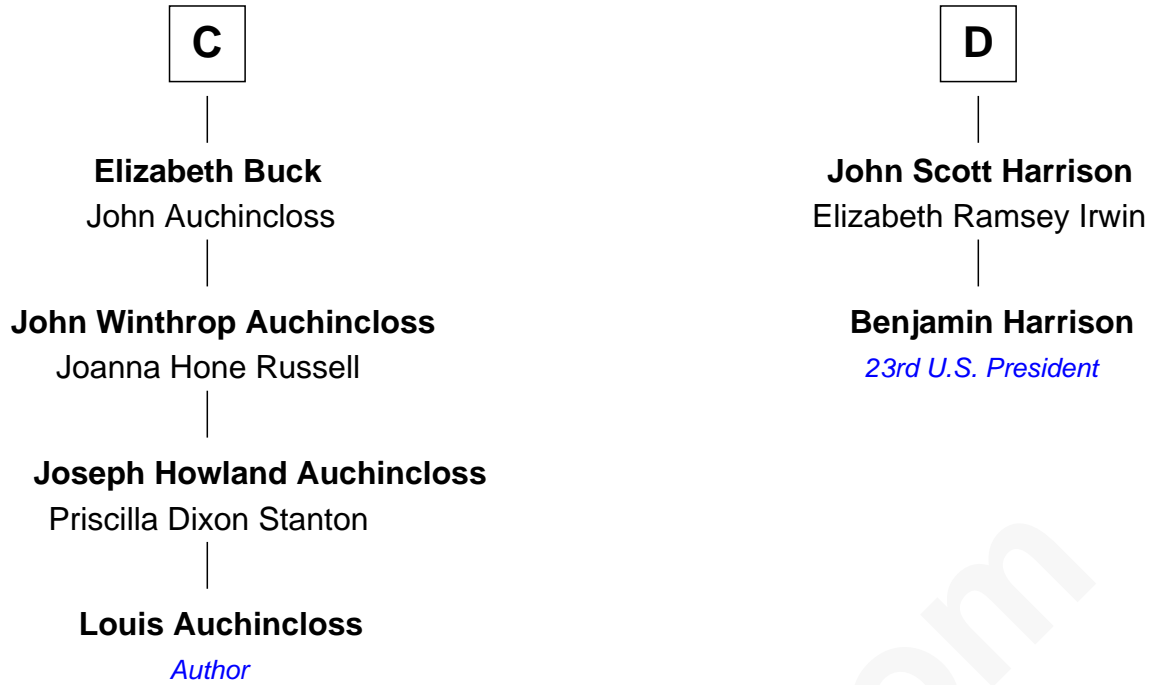 C
Elizabeth Buck
John Auchincloss
John Winthrop Auchincloss
Joanna Hone Russell
Joseph Howland Auchincloss
Priscilla Dixon Stanton
Louis Auchincloss
Author
D
John Scott Harrison
Elizabeth Ramsey Irwin
Benjamin Harrison
23rd U.S. President
om